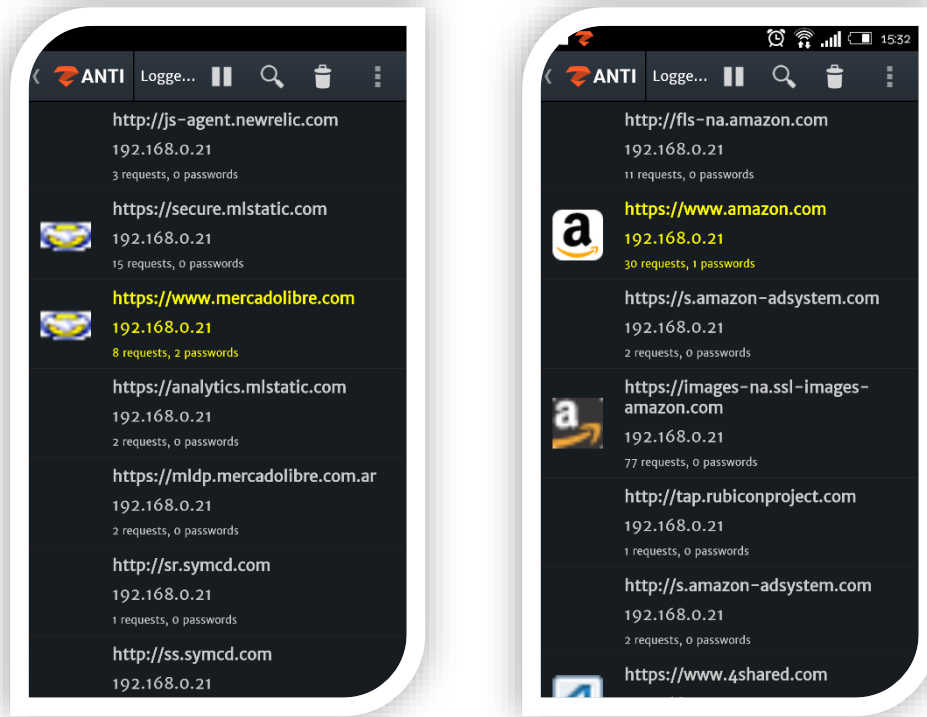 ANTI Logge...
http://js-agent.newrelic.com
192.168.0.21
3 requests, 0 passwords
https://secure.mlstatic.com
192.168.0.21
15 requests, 0 passwords
https://www.mercadolibre.com
192.168.0.21
8 requests, 2 passwords
https://analytics.mlstatic.com
192.168.0.21
2 requests, 0 passwords
https://mldp.mercadolibre.com.ar
192.168.0.21
2 requests, 0 passwords
http://sr.symcd.com
192.168.0.21
1 requests, 0 passwords
http://ss.symcd.com
192.168.0.21
15:32
ANTI Logge...
http://fls-na.amazon.com
192.168.0.21
11 requests, 0 passwords
a
https://www.amazon.com
192.168.0.21
30 requests, 1 passwords
https://s.amazon-adsystem.com
192.168.0.21
2 requests, 0 passwords
a
https://images-na.ssl-images-
amazon.com
192.168.0.21
77 requests, 0 passwords
http://tap.rubiconproject.com
192.168.0.21
1 requests, 0 passwords
http://s.amazon-adsystem.com
192.168.0.21
2 requests, 0 passwords
https://www.4shared.com